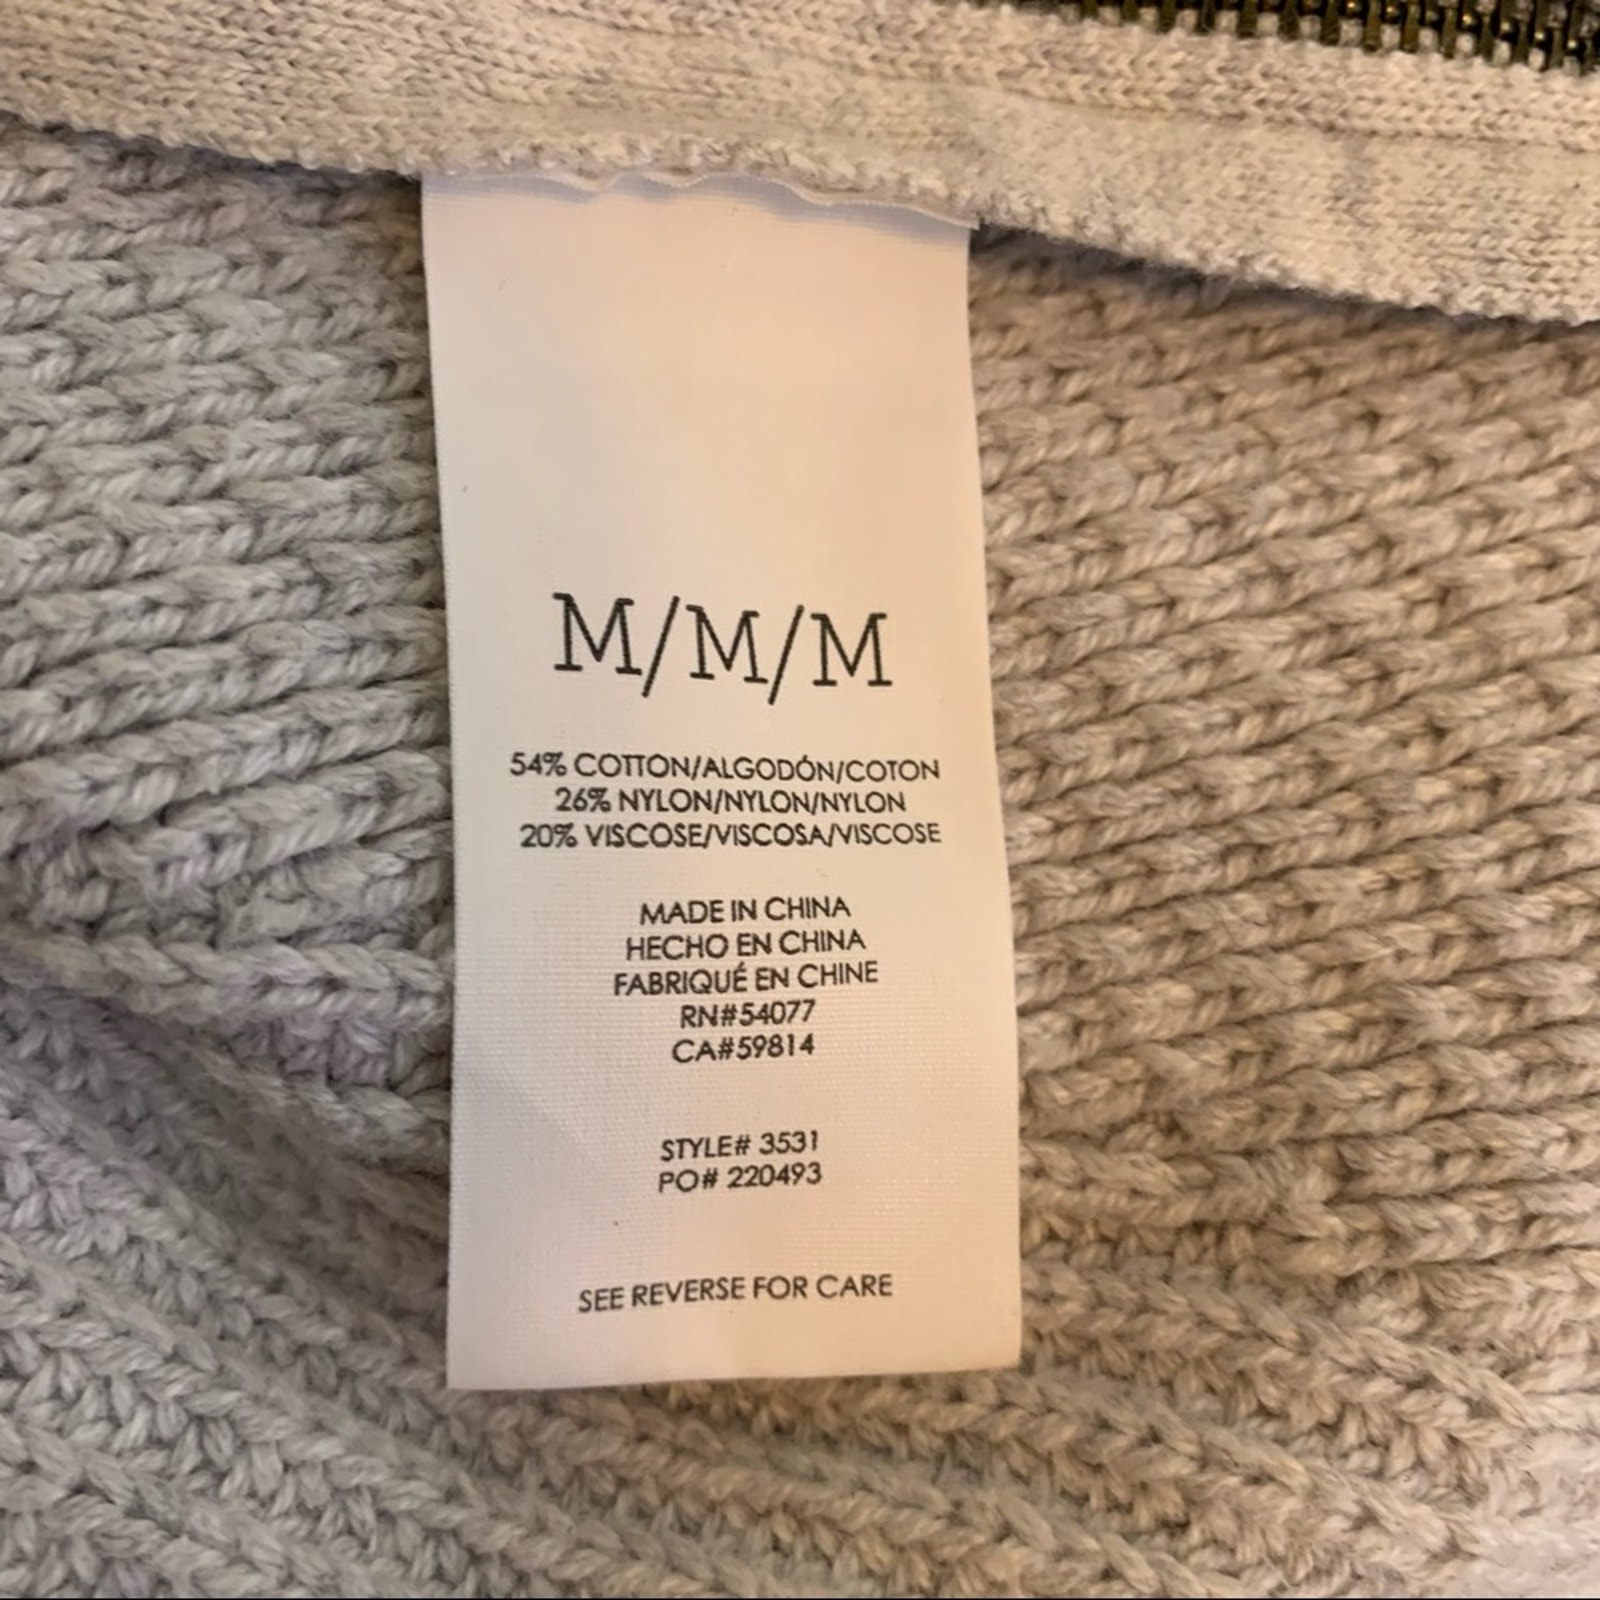 M/M/M
54% COTTON/ALGODÓN/COTON
26% NYLON/NYLON/NYLON
20% VISCOSE/VISCOSA/VISCOSE
MADE IN CHINA
HECHO EN CHINA
FABRIQUÉ EN CHINE
RN#54077
CA#59814
STYLE# 3531
PO# 220493
SEE REVERSE FOR CARE